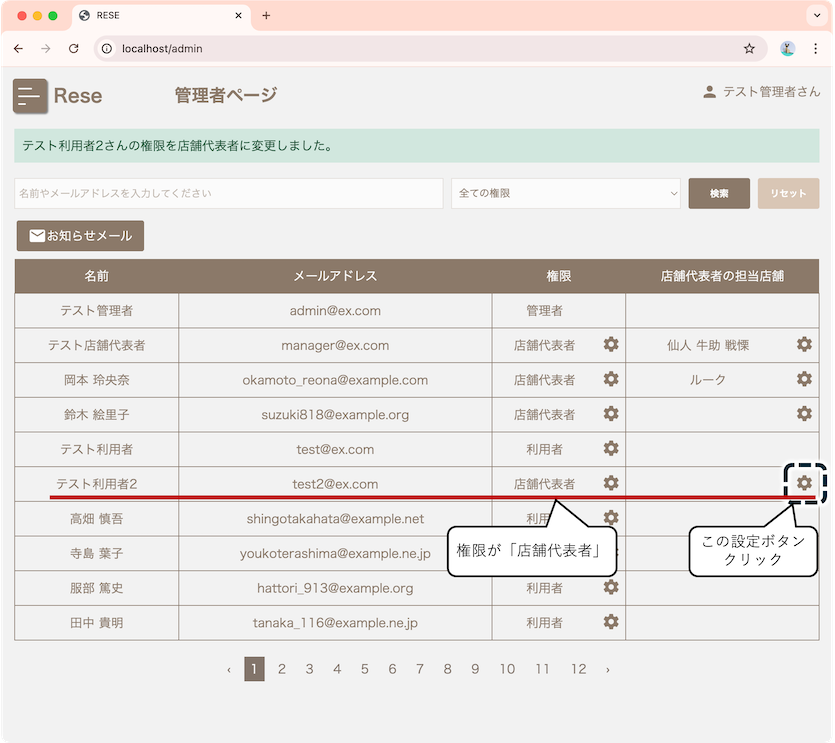 RESE
localhost/admin
Rese
管理者ページ
テスト管理者さん
テスト利用者2さんの権限を店舗代表者に変更しました。
名前やメールアドレスを入力してください
全ての権限
検索
リセット
お知らせメール
名前 メールアドレス 権限 店舗代表者の担当店舗
テスト管理者 admin@ex.com 管理者
テスト店舗代表者 manager@ex.com 店舗代表者 仙人 牛助 戦慄
岡本 玲央奈 okamoto_reona@example.com 店舗代表者 ルーク
鈴木 絵里子 suzuki818@example.org 店舗代表者
テスト利用者 test@ex.com 利用者
テスト利用者2 test2@ex.com 店舗代表者
高畑 慎吾 shingotakahata@example.net 利用
寺島 葉子 youkoterashima@example.ne.jp
権限が「店舗代表者」
この設定ボタン
クリック
服部 篤史 hattori_913@example.org 利用者
田中 貴明 tanaka_116@example.ne.jp 利用者
‹ 1 2 3 4 5 6 7 8 9 10 11 12 ›